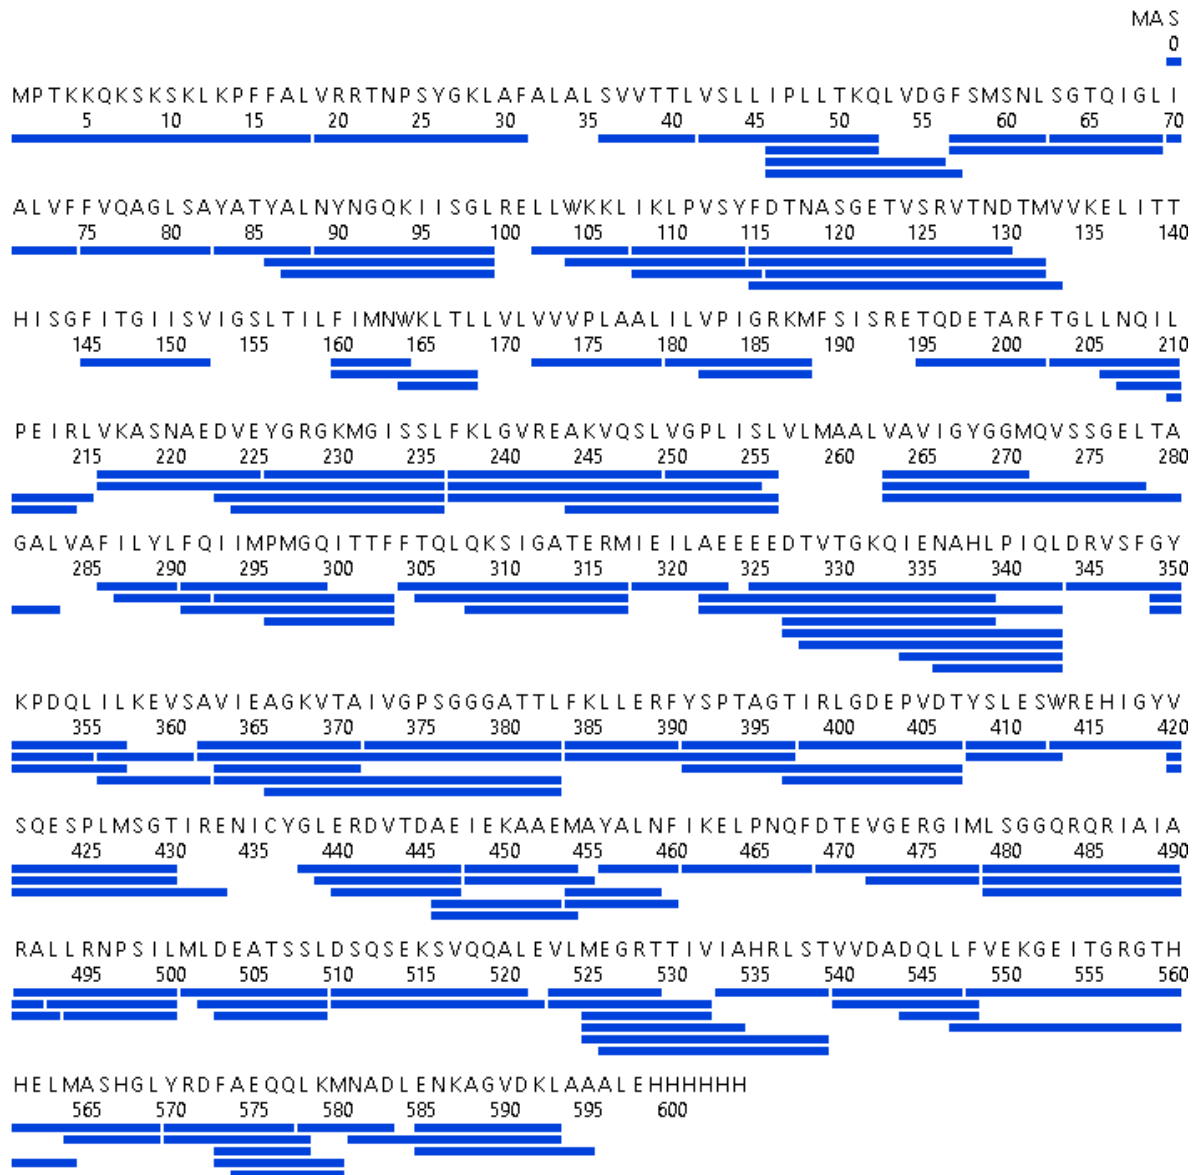 MAS
0
MPTKKQKSKSKLKPFFALVRRTNPSYGKLAFALALSVVTTLVSLLIPLLTKQLVDGFSMSNLSGTQIGLI
5 10 15 20 25 30 35 40 45 50 55 60 65 70
ALVFFVQAGLSAYATYALNYNGQKIISGLRELLWKKLIKLPVSYFDTNASGETVSRVTNDTMVVKELITT
75 80 85 90 95 100 105 110 115 120 125 130 135 140
HISGFITGIISVIGSLTILFIMNWKLTLLVLVVVPLAALILVPIGRKMFSISRETQDETARFTGLLNQIL
145 150 155 160 165 170 175 180 185 190 195 200 205 210
PEIRLVKASNAEDVEYGRGKMGISSLFKLGVREAKVQSLVGPLISLVLMAALVAVIGYGGMQVSSGELTA
215 220 225 230 235 240 245 250 255 260 265 270 275 280
GALVAFILYLFQIIMPMGQITTFFTQLQKSIGATERMIEILAEEEEDTVTGKQIENAHLPIQLDRVSFGY
285 290 295 300 305 310 315 320 325 330 335 340 345 350
KPDQLILKEVSAVIEAGKVTAIVGPSGGGATTLFKLLERFYSPTAGTIRLGDEPVDTYSLESWREHIGYV
355 360 365 370 375 380 385 390 395 400 405 410 415 420
SQESPLMSGTIRENICYGLERDVTDAEIEKAAEMAYALNFIKELPNQFDTEVGERGIMLSGGQRQRIAIA
425 430 435 440 445 450 455 460 465 470 475 480 485 490
RALLRNPSILMLDEATSSLDSQSEKSVQQALEVLMEGRTTIVIAHRLSTVVDADQLLFVEKGEITGRGTH
495 500 505 510 515 520 525 530 535 540 545 550 555 560
HELMASHGLYRDFAEQQLKMNADLENKAGVDKLAAALEHHHHHH
565 570 575 580 585 590 595 600